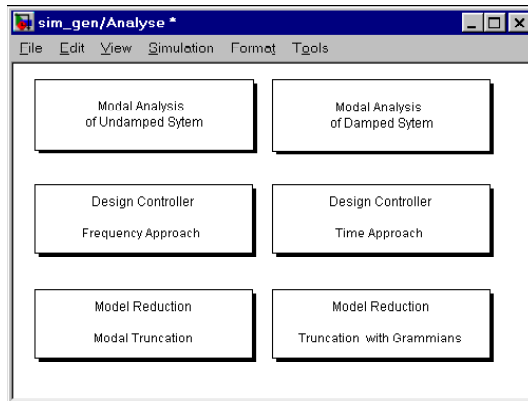 sim_gen/Analyse *
File Edit View Simulation Format Tools
Modal Analysis
of Undamped Sytem
Modal Analysis
of Damped Sytem
Design Controller
Frequency Approach
Design Controller
Time Approach
Model Reduction
Modal Truncation
Model Reduction
Truncation with Grammians